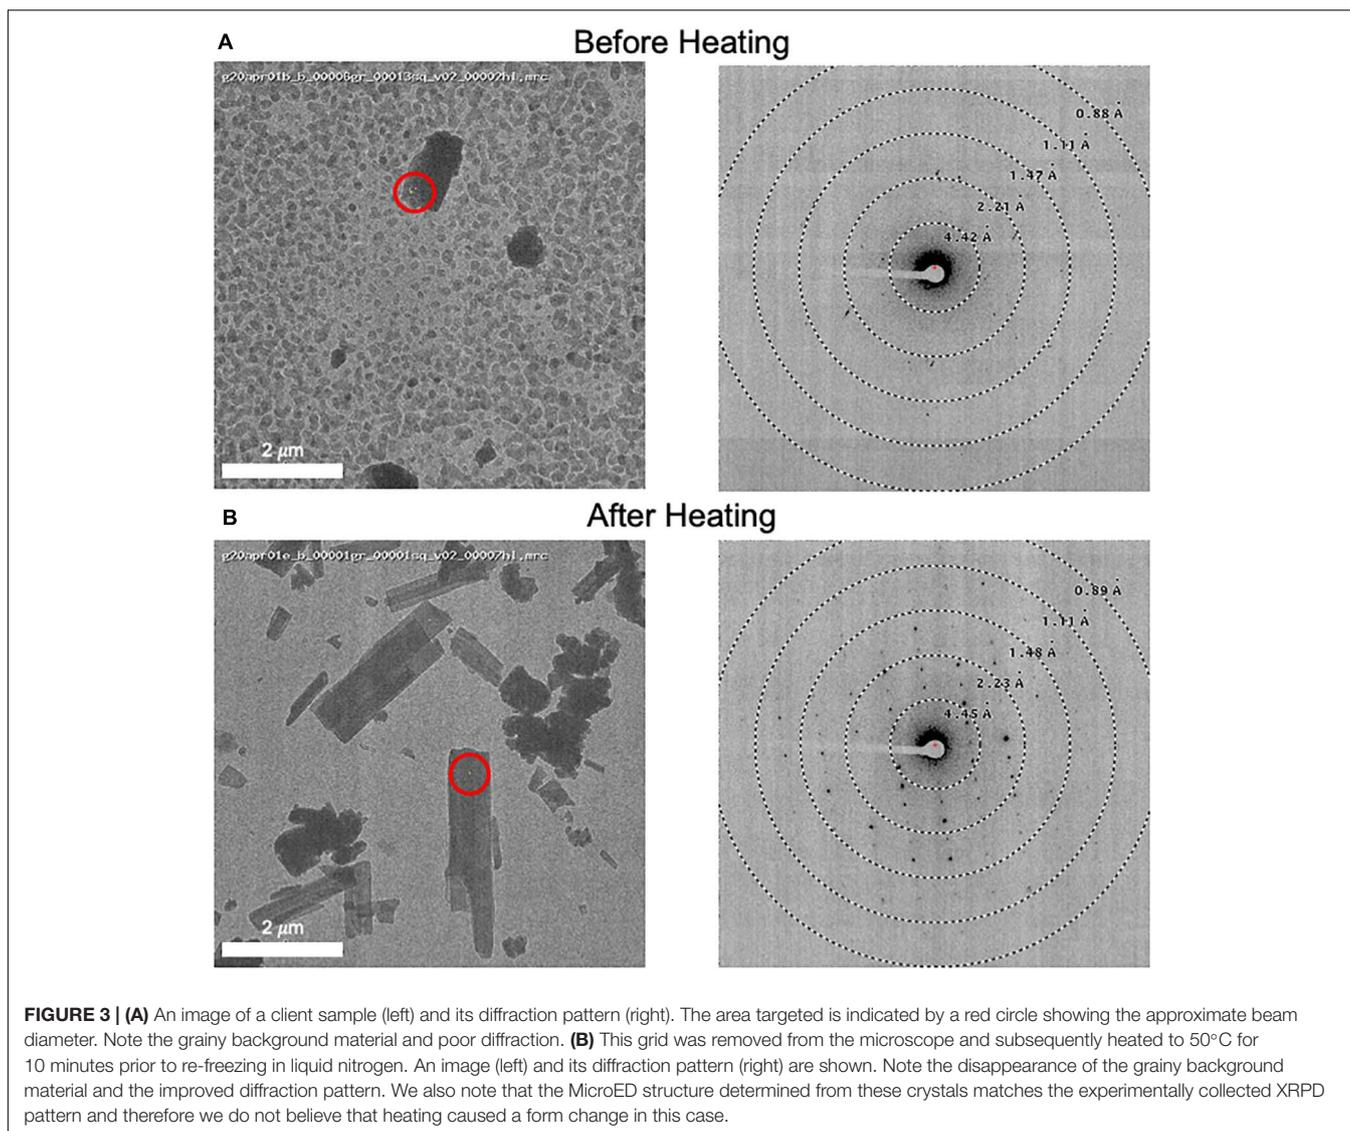 A
Before Heating
g20apr01b_b_00006gr_00013sq_v02_00002hl.mrc
2 μm
0.88 Å
1.11 Å
1.47 Å
2.21 Å
4.42 Å
B
After Heating
g20apr01e_b_00001gr_00001sq_v02_00007hl.mrc
2 μm
0.89 Å
1.11 Å
1.48 Å
2.23 Å
4.45 Å
FIGURE 3 | (A) An image of a client sample (left) and its diffraction pattern (right). The area targeted is indicated by a red circle showing the approximate beam
diameter. Note the grainy background material and poor diffraction. (B) This grid was removed from the microscope and subsequently heated to 50°C for
10 minutes prior to re-freezing in liquid nitrogen. An image (left) and its diffraction pattern (right) are shown. Note the disappearance of the grainy background
material and the improved diffraction pattern. We also note that the MicroED structure determined from these crystals matches the experimentally collected XRPD
pattern and therefore we do not believe that heating caused a form change in this case.